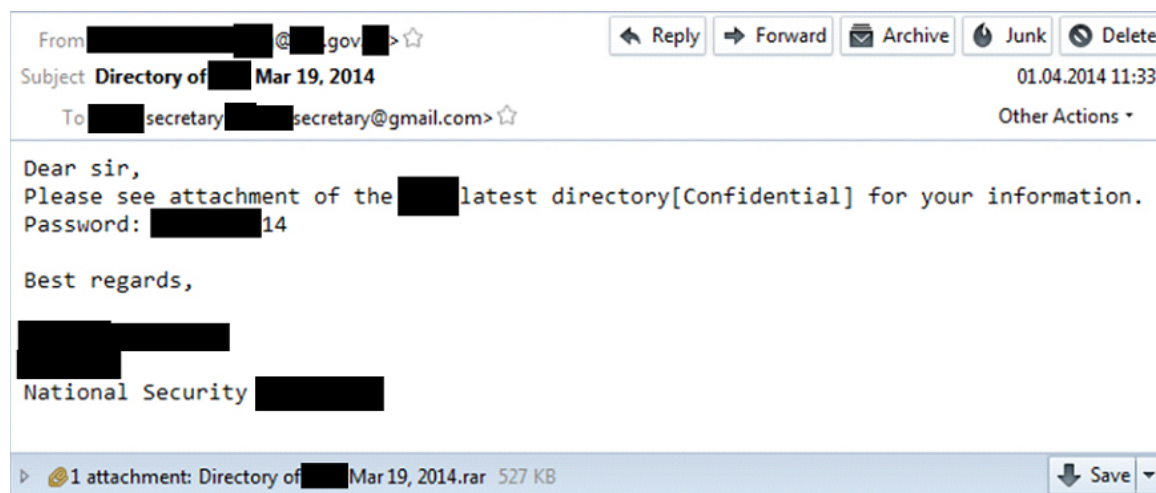 From @ .gov. >
Reply Forward Archive Junk Delete
Subject Directory of Mar 19, 2014
01.04.2014 11:33
To secretary secretary@gmail.com>
Other Actions
Dear sir,
Please see attachment of the latest directory[Confidential] for your information.
Password: 14
Best regards,
National Security
1 attachment: Directory of Mar 19, 2014.rar 527 KB
Save